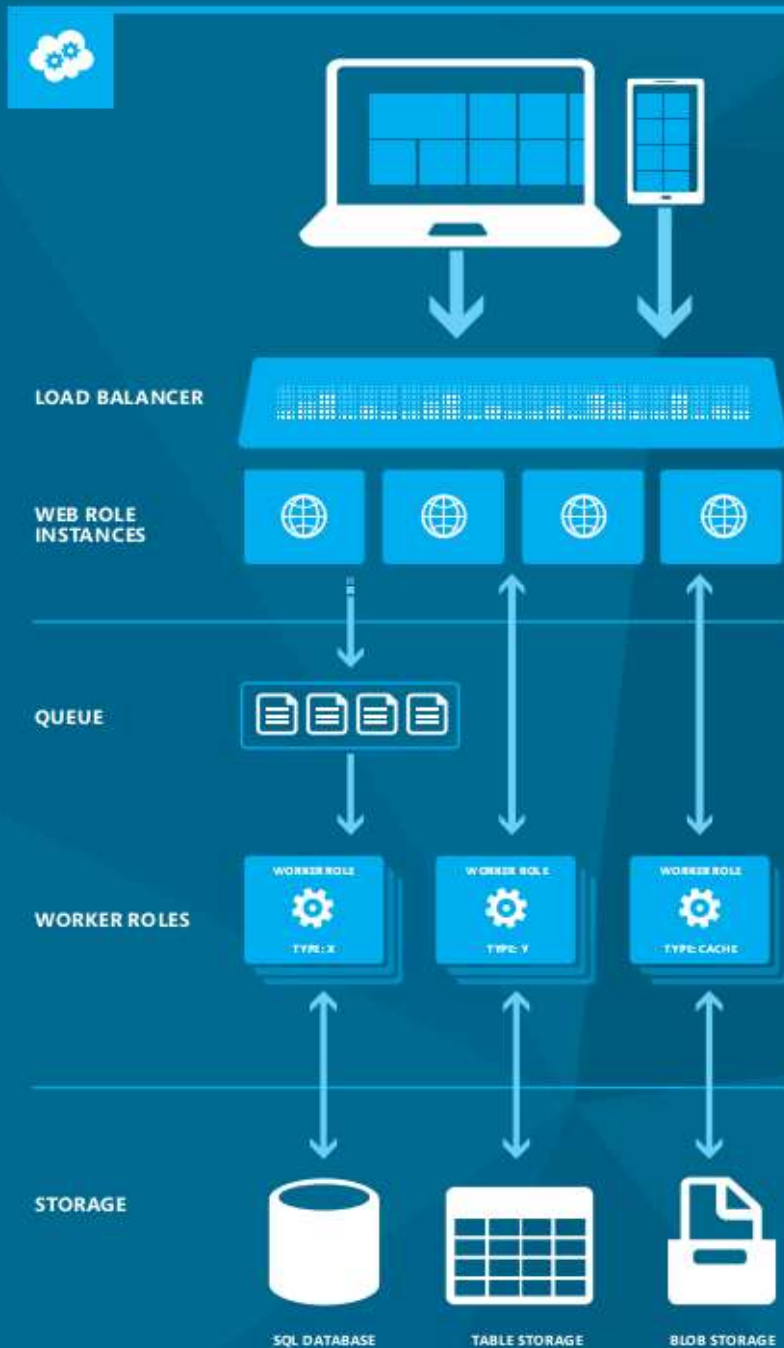 LOAD BALANCER
WEB ROLE
INSTANCES
QUEUE
WORKER ROLES
WORKER ROLE
TYPE: X
WORKER ROLE
TYPE: Y
WORKER ROLE
TYPE: CACHE
STORAGE
SQL DATABASE
TABLE STORAGE
BLOB STORAGE